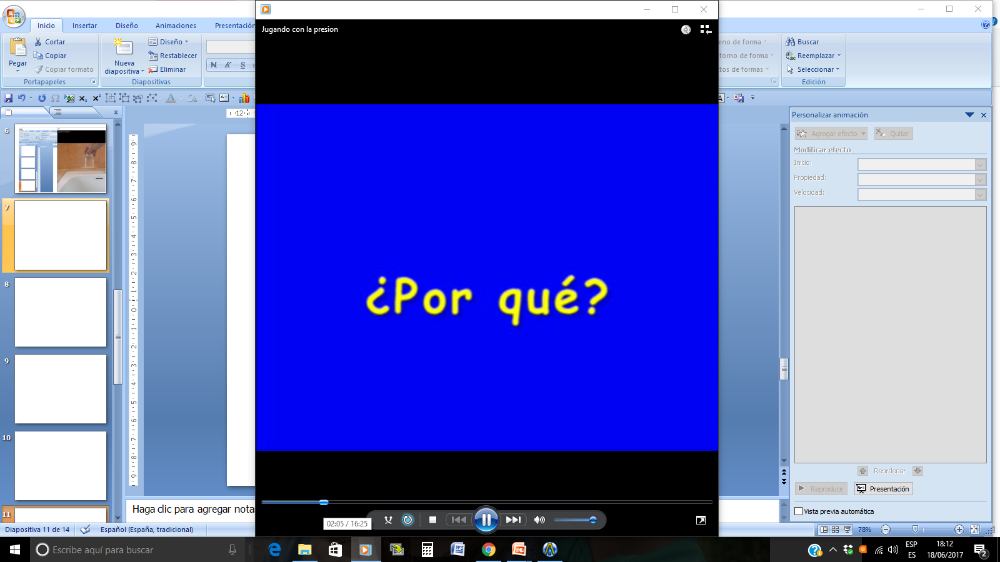 Inicio
Insertar
Diseño
Animaciones
Presentación
Pegar
Cortar
Copiar
Copiar formato
Portapapeles
Nueva
diapositiva
Diseño
Restablecer
Eliminar
Diapositivas
N K S
Buscar
Reemplazar
Seleccionar
Edición
eno de forma
torno de forma
tos de formas
Jugando con la presion
¿Por qué?
02:05 / 16:25
6
7
8
9
10
11
Haga clic para agregar notas
Personalizar animación
Agregar efecto
Quitar
Modificar efecto
Inicio:
Propiedad:
Velocidad:
Reordenar
Reproducir
Presentación
Vista previa automática
Diapositiva 11 de 14
Español (España, tradicional)
78%
Escribe aquí para buscar
ESP
ES
18:12
18/06/2017
2